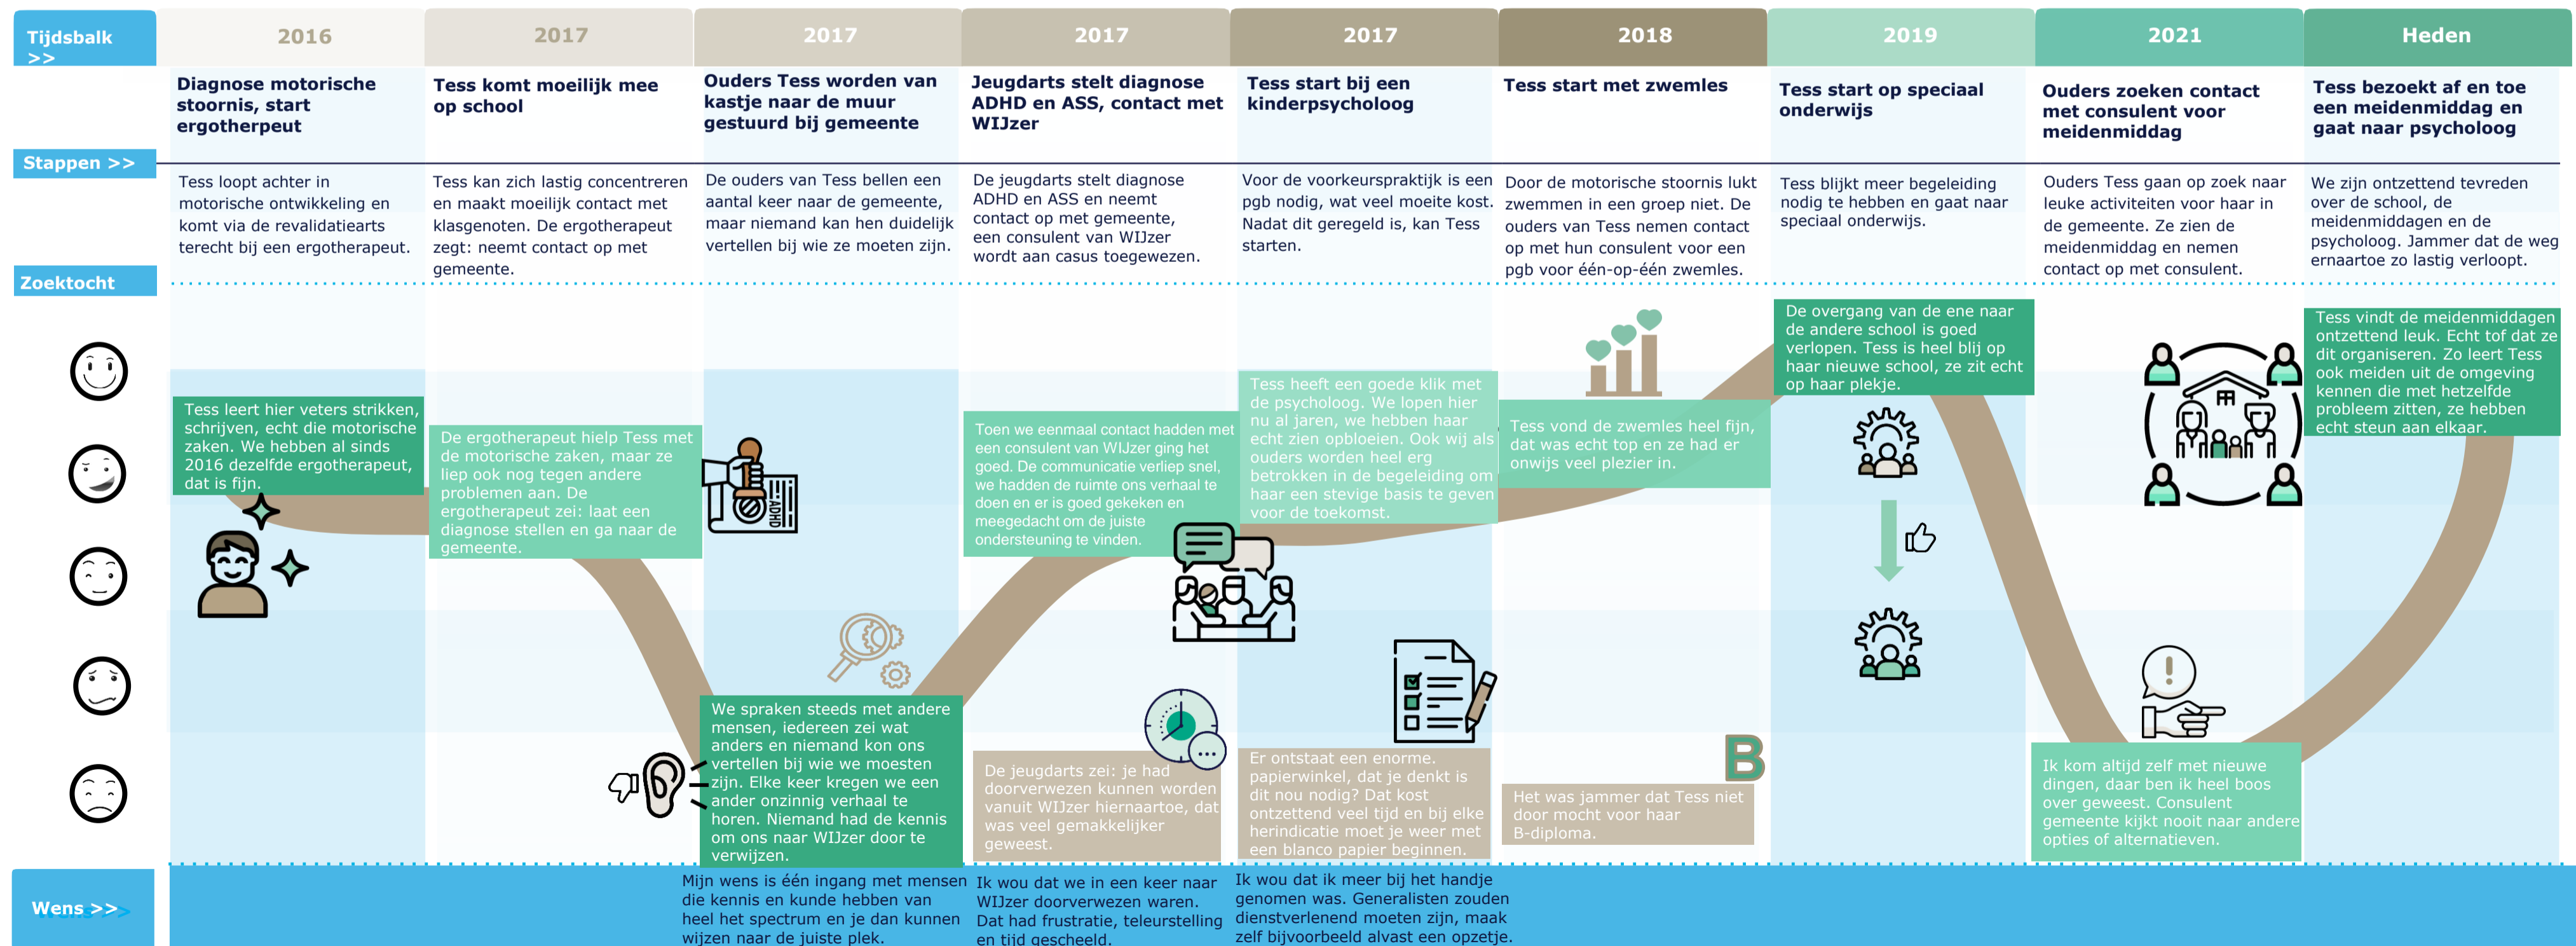 Tijdsbalk
>>
2016
2017
2017
2017
2017
2018
2019
2021
Heden
Diagnose motorische
stoornis, start
ergotherpeut
Tess komt moeilijk mee
op school
Ouders Tess worden van
kastje naar de muur
gestuurd bij gemeente
Jeugdarts stelt diagnose
ADHD en ASS, contact met
WIJzer
Tess start bij een
kinderpsycholoog
Tess start met zwemles
Tess start op speciaal
onderwijs
Ouders zoeken contact
met consulent voor
meidenmiddag
Tess bezoekt af en toe
een meidenmiddag en
gaat naar psycholoog
Stappen >>
Tess loopt achter in
motorische ontwikkeling en
komt via de revalidatiearts
terecht bij een ergotherapeut.
Tess kan zich lastig concentreren
en maakt moeilijk contact met
klasgenoten. De ergotherapeut
zegt: neemt contact op met
gemeente.
De ouders van Tess bellen een
aantal keer naar de gemeente,
maar niemand kan hen duidelijk
vertellen bij wie ze moeten zijn.
De jeugdarts stelt diagnose
ADHD en ASS en neemt
contact op met gemeente,
een consulent van WIJzer
wordt aan casus toegewezen.
Voor de voorkeurspraktijk is een
pgb nodig, wat veel moeite kost.
Nadat dit geregeld is, kan Tess
starten.
Door de motorische stoornis lukt
zwemmen in een groep niet. De
ouders van Tess nemen contact
op met hun consulent voor een
pgb voor één-op-één zwemles.
Tess blijkt meer begeleiding
nodig te hebben en gaat naar
speciaal onderwijs.
Ouders Tess gaan op zoek naar
leuke activiteiten voor haar in
de gemeente. Ze zien de
meidenmiddag en nemen
contact op met consulent.
We zijn ontzettend tevreden
over de school, de
meidenmiddagen en de
psycholoog. Jammer dat de weg
ernaartoe zo lastig verloopt.
Zoektocht
Tess leert hier veters strikken,
schrijven, echt die motorische
zaken. We hebben al sinds
2016 dezelfde ergotherapeut,
dat is fijn.
De ergotherapeut hielp Tess met
de motorische zaken, maar ze
liep ook nog tegen andere
problemen aan. De
ergotherapeut zei: laat een
diagnose stellen en ga naar de
gemeente.
ADHD
We spraken steeds met andere
mensen, iedereen zei wat
anders en niemand kon ons
vertellen bij wie we moesten
zijn. Elke keer kregen we een
ander onzinnig verhaal te
horen. Niemand had de kennis
om ons naar WIJzer door te
verwijzen.
Toen we eenmaal contact hadden met
een consulent van WIJzer ging het
goed. De communicatie verliep snel,
we hadden de ruimte ons verhaal te
doen en er is goed gekeken en
meegedacht om de juiste
ondersteuning te vinden.
De jeugdarts zei: je had
doorverwezen kunnen worden
vanuit WIJzer hiernaartoe, dat
was veel gemakkelijker
geweest.
Tess heeft een goede klik met
de psycholoog. We lopen hier
nu al jaren, we hebben haar
echt zien opbloeien. Ook wij als
ouders worden heel erg
betrokken in de begeleiding om
haar een stevige basis te geven
voor de toekomst.
Er ontstaat een enorme.
papierwinkel, dat je denkt is
dit nou nodig? Dat kost
ontzettend veel tijd en bij elke
herindicatie moet je weer met
een blanco papier beginnen.
Tess vond de zwemles heel fijn,
dat was echt top en ze had er
onwijs veel plezier in.
B
Het was jammer dat Tess niet
door mocht voor haar
B-diploma.
De overgang van de ene naar
de andere school is goed
verlopen. Tess is heel blij op
haar nieuwe school, ze zit echt
op haar plekje.
Ik kom altijd zelf met nieuwe
dingen, daar ben ik heel boos
over geweest. Consulent
gemeente kijkt nooit naar andere
opties of alternatieven.
Tess vindt de meidenmiddagen
ontzettend leuk. Echt tof dat ze
dit organiseren. Zo leert Tess
ook meiden uit de omgeving
kennen die met hetzelfde
probleem zitten, ze hebben
echt steun aan elkaar.
Wens >>
Mijn wens is één ingang met mensen
die kennis en kunde hebben van
heel het spectrum en je dan kunnen
wijzen naar de juiste plek.
Ik wou dat we in een keer naar
WIJzer doorverwezen waren.
Dat had frustratie, teleurstelling
en tijd gescheeld.
Ik wou dat ik meer bij het handje
genomen was. Generalisten zouden
dienstverlenend moeten zijn, maak
zelf bijvoorbeeld alvast een opzetje.